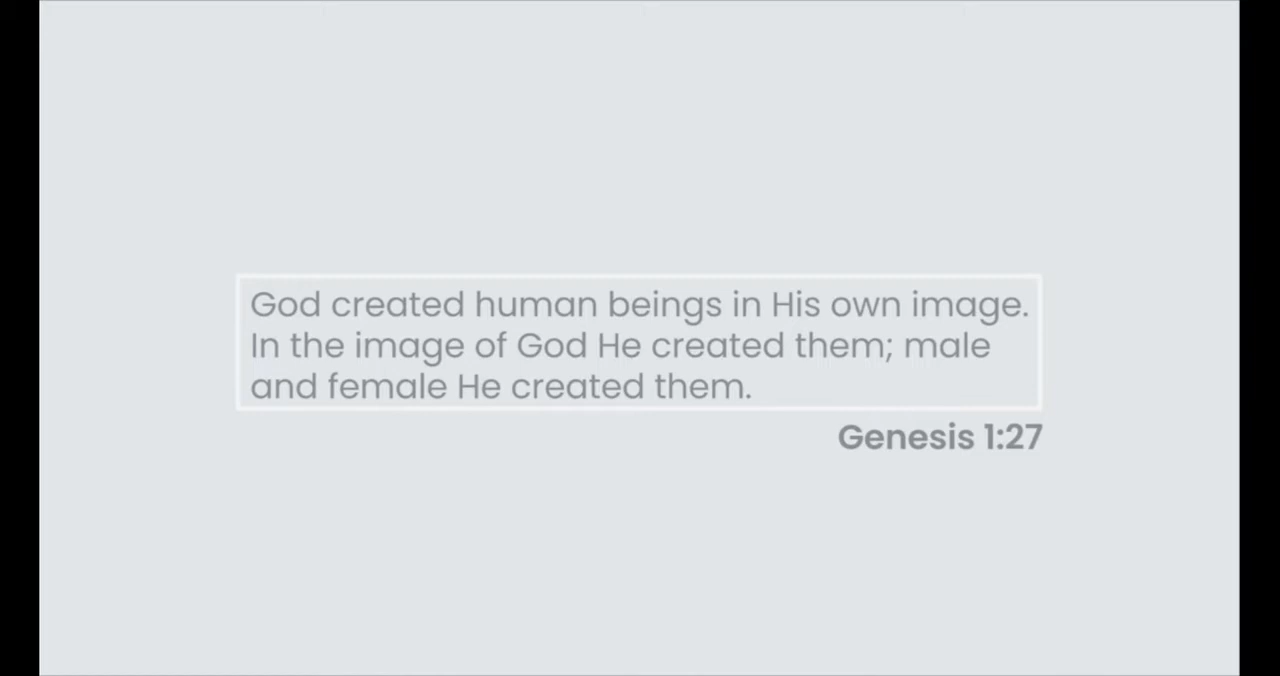 God created human beings in His own image.
In the image of God He created them; male
and female He created them.
Genesis 1:27